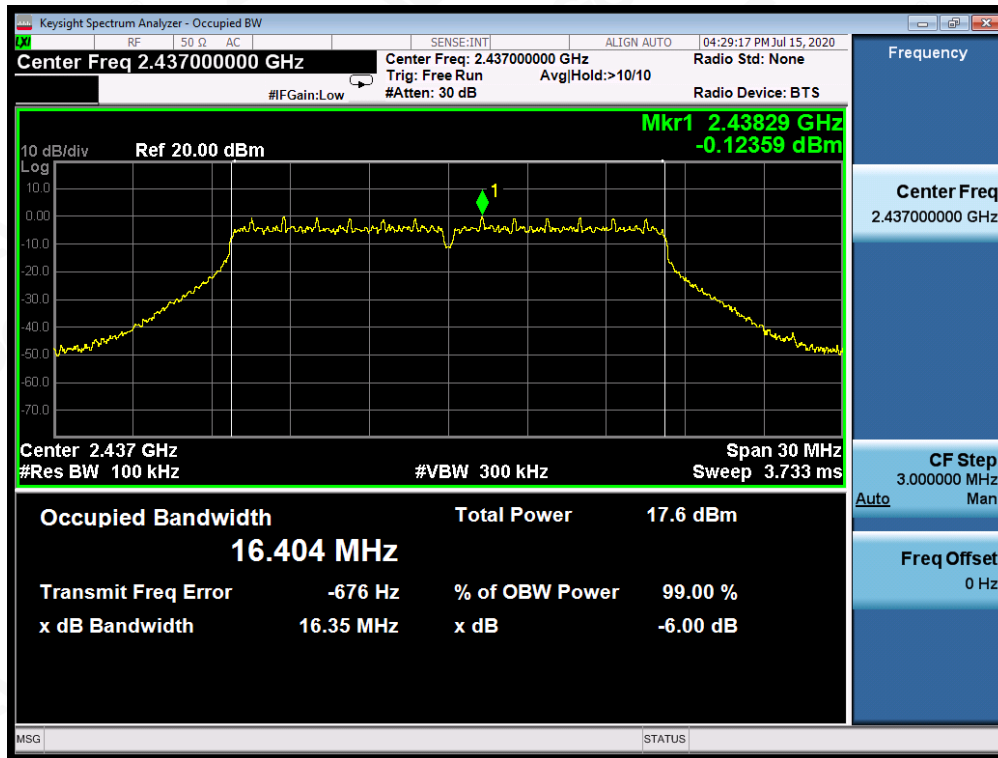 Keysight Spectrum Analyzer - Occupied BW
LXI RF 50 Ω AC SENSE:INT ALIGN AUTO 04:29:17 PM Jul 15, 2020
Center Freq 2.437000000 GHz
Center Freq: 2.437000000 GHz Radio Std: None
Trig: Free Run Avg|Hold:>10/10
#IFGain:Low #Atten: 30 dB Radio Device: BTS
Mkr1 2.43829 GHz
10 dB/div Ref 20.00 dBm -0.12359 dBm
Log
10.0
1
0.00
-10.0
-20.0
-30.0
-40.0
-50.0
-60.0
-70.0
Center 2.437 GHz Span 30 MHz
#Res BW 100 kHz #VBW 300 kHz Sweep 3.733 ms
Occupied Bandwidth Total Power 17.6 dBm
16.404 MHz
Transmit Freq Error -676 Hz % of OBW Power 99.00 %
x dB Bandwidth 16.35 MHz x dB -6.00 dB
MSG STATUS
Frequency
Center Freq
2.437000000 GHz
CF Step
3.000000 MHz
Auto Man
Freq Offset
0 Hz